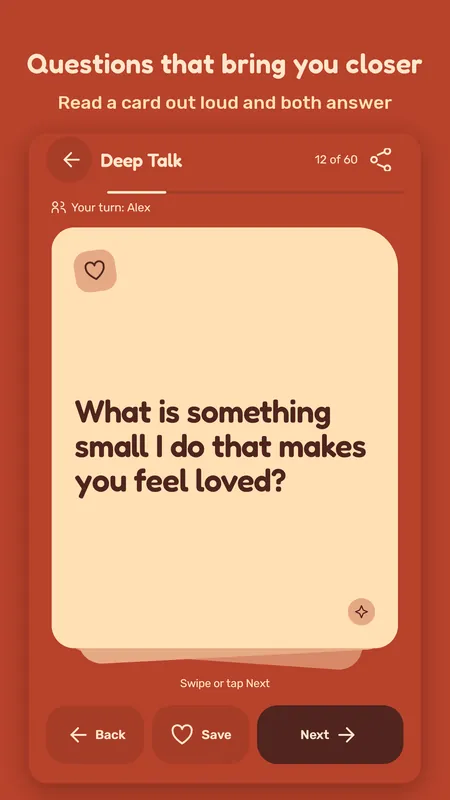 Questions that bring you closer
Read a card out loud and both answer
Deep Talk
12 of 60
Your turn: Alex
What is something
small I do that makes
you feel loved?
Swipe or tap Next
Back
Save
Next